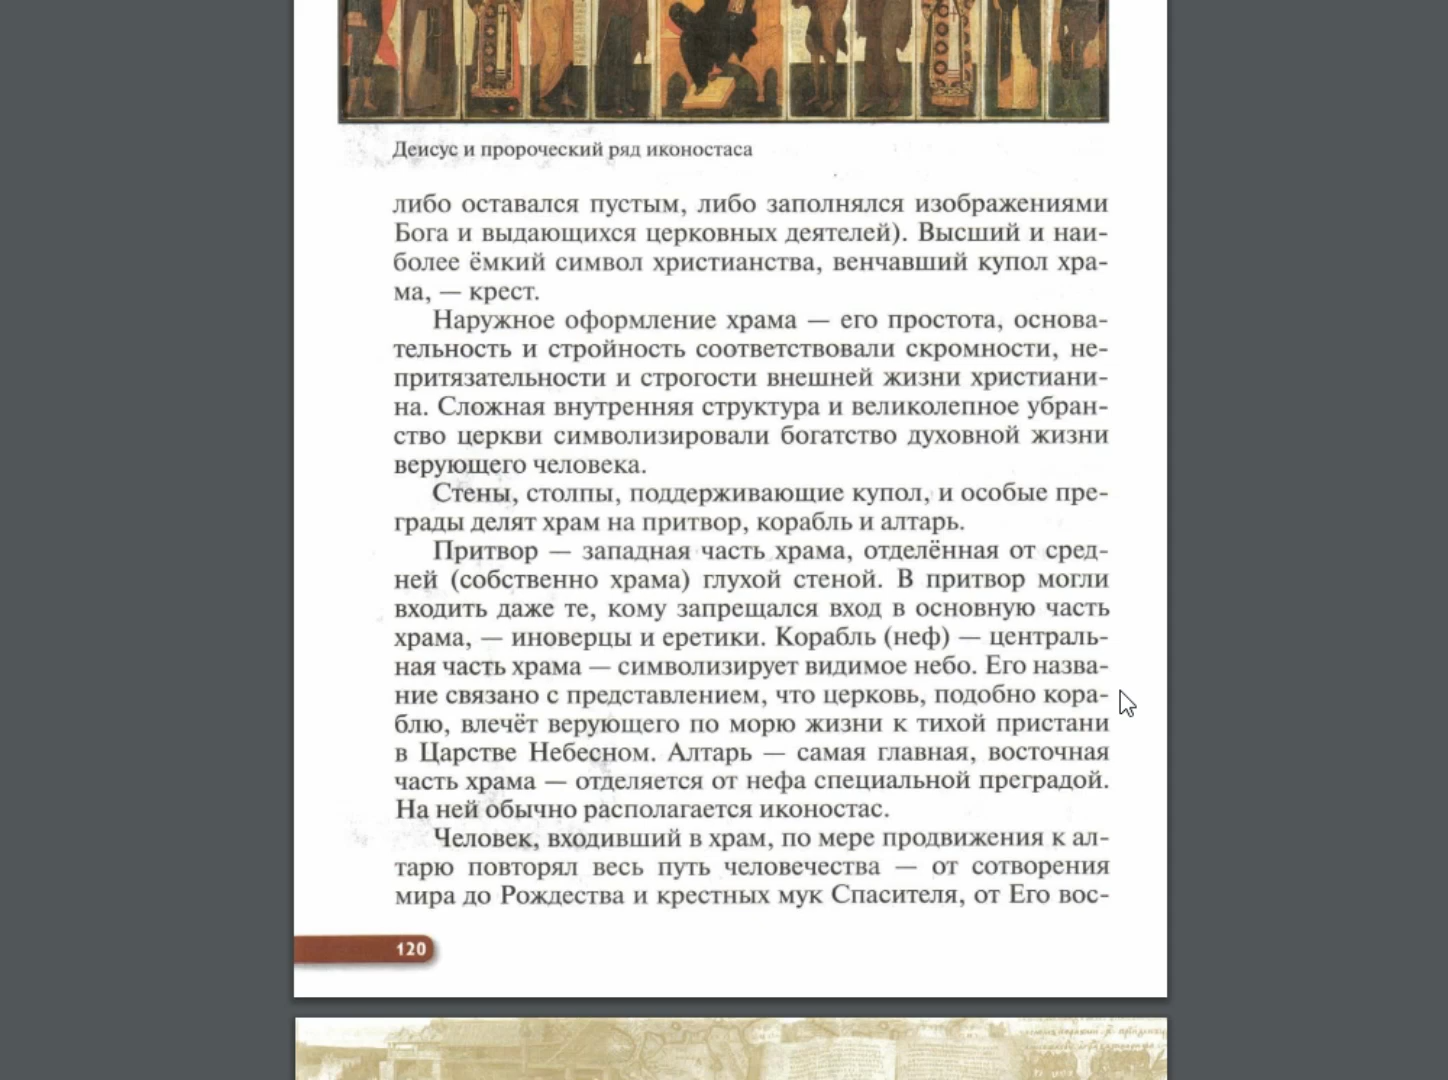 Деисус и пророческий ряд иконостаса
либо оставался пустым, либо заполнялся изображениями
Бога и выдающихся церковных деятелей). Высший и наи-
более ёмкий символ христианства, венчавший купол хра-
ма, — крест.
Наружное оформление храма — его простота, основа-
тельность и стройность соответствовали скромности, не-
притязательности и строгости внешней жизни христиани-
на. Сложная внутренняя структура и великолепное убран-
ство церкви символизировали богатство духовной жизни
верующего человека.
Стены, столпы, поддерживающие купол, и особые пре-
грады делят храм на притвор, корабль и алтарь.
Притвор — западная часть храма, отделённая от сред-
ней (собственно храма) глухой стеной. В притвор могли
входить даже те, кому запрещался вход в основную часть
храма, — иноверцы и еретики. Корабль (неф) — централь-
ная часть храма — символизирует видимое небо. Его назва-
ние связано с представлением, что церковь, подобно кора-
блю, влечёт верующего по морю жизни к тихой пристани
в Царстве Небесном. Алтарь — самая главная, восточная
часть храма — отделяется от нефа специальной преградой.
На ней обычно располагается иконостас.
Человек, входивший в храм, по мере продвижения к ал-
тарю повторял весь путь человечества — от сотворения
мира до Рождества и крестных мук Спасителя, от Его вос-
120